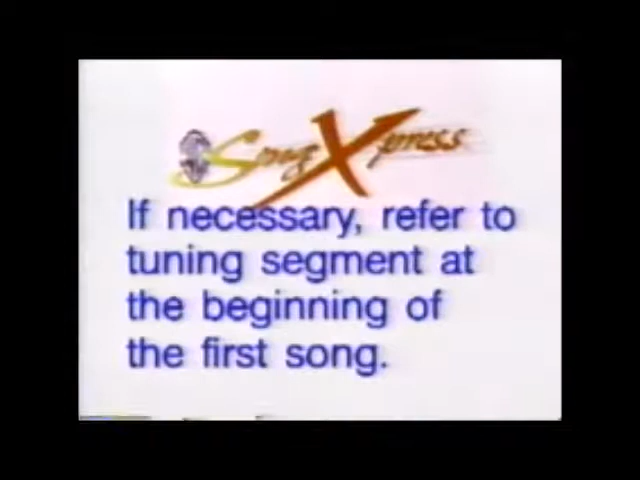 SongXpress
If necessary, refer to
tuning segment at
the beginning of
the first song.